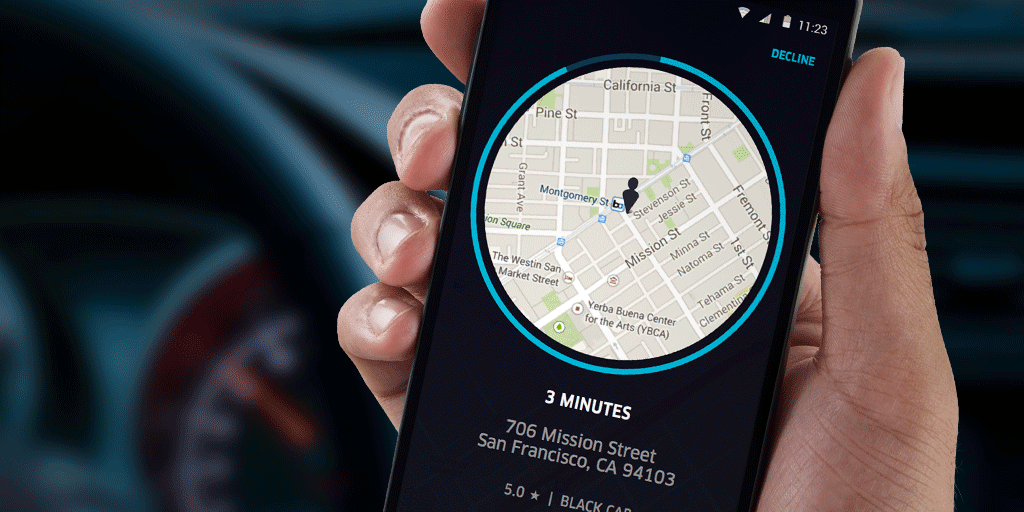 11:23
DECLINE
California St
Front St
Pine St
St
Grant Ave
Montgomery St
Stevenson St
Jessie St
Fremont St
on Square
Mission St
Minna St
1st St
Natoma St
The Westin San
Market Street
Tehama St
Clementina
Yerba Buena Center
for the Arts (YBCA)
3 MINUTES
706 Mission Street
San Francisco, CA 94103
5.0 ★ | BLACK CAR